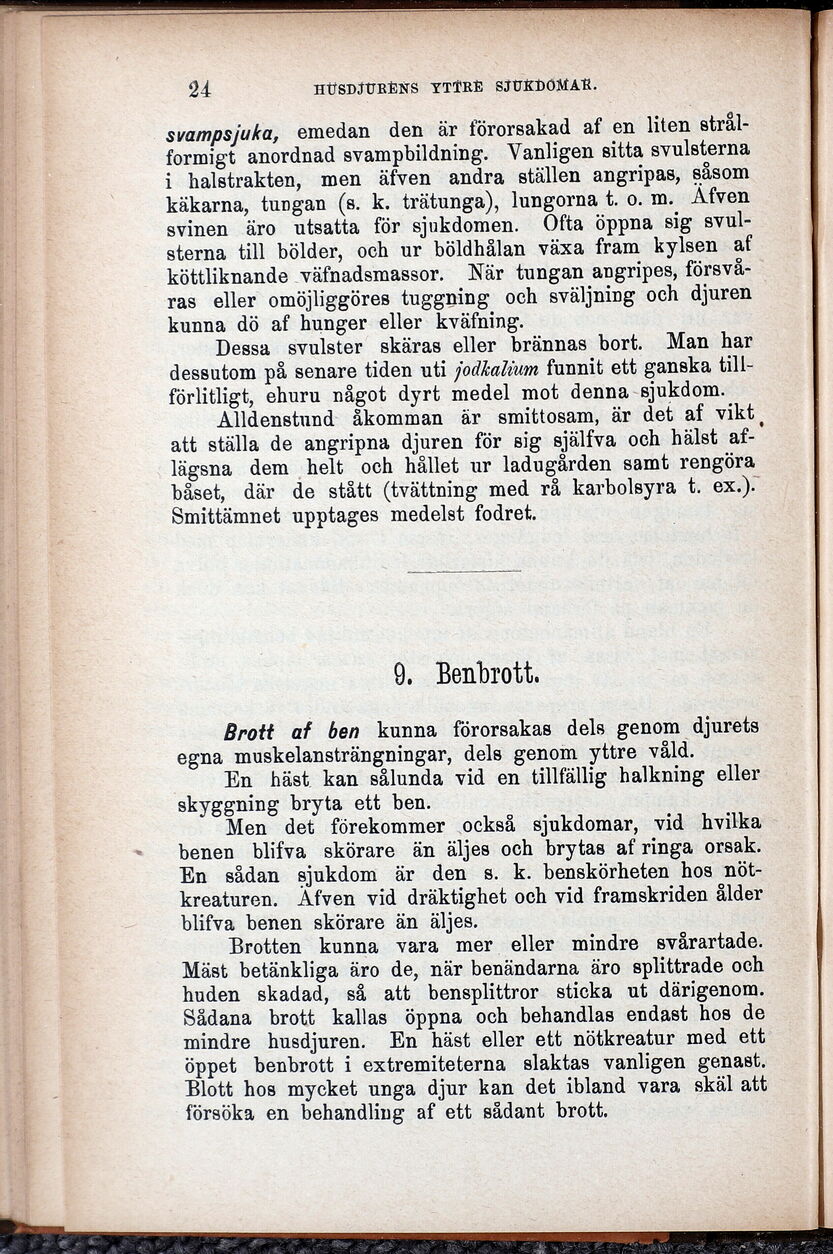 24 HUSDJURENS YTTRE SJUKDOMAR.
svampsjuka, emedan den är förorsakad af en liten strål-
formigt anordnad svampbildning. Vanligen sitta svulsterna
i halstrakten, men äfven andra ställen angripas, såsom
käkarna, tungan (s. k. trätunga), lungorna t. o. m. Äfven
svinen äro utsatta för sjukdomen. Ofta öppna sig svul-
sterna till bölder, och ur böldhålan växa fram kylsen af
köttliknande väfnadsmassor. När tungan angripes, försvå-
ras eller omöjliggöres tuggning och sväljning och djuren
kunna dö af hunger eller kväfning.
Dessa svulster skäras eller brännas bort. Man har
dessutom på senare tiden uti jodkalium funnit ett ganska till-
förlitligt, ehuru något dyrt medel mot denna sjukdom.
Alldenstund åkomman är smittosam, är det af vikt,
att ställa de angripna djuren för sig själfva och hälst af-
lägsna dem helt och hållet ur ladugården samt rengöra
båset, där de stått (tvättning med rå karbolsyra t. ex.).
Smittämnet upptages medelst fodret.
9. Benbrott.
Brott af ben kunna förorsakas dels genom djurets
egna muskelansträngningar, dels genom yttre våld.
En häst kan sålunda vid en tillfällig halkning eller
skyggning bryta ett ben.
Men det förekommer också sjukdomar, vid hvilka
benen blifva skörare än äljes och brytas af ringa orsak.
En sådan sjukdom är den s. k. benskörheten hos nöt-
kreaturen. Äfven vid dräktighet och vid framskriden ålder
blifva benen skörare än äljes.
Brotten kunna vara mer eller mindre svårartade.
Mäst betänkliga äro de, när benändarna äro splittrade och
huden skadad, så att bensplittror sticka ut därigenom.
Sådana brott kallas öppna och behandlas endast hos de
mindre husdjuren. En häst eller ett nötkreatur med ett
öppet benbrott i extremiteterna slaktas vanligen genast.
Blott hos mycket unga djur kan det ibland vara skäl att
försöka en behandling af ett sådant brott.